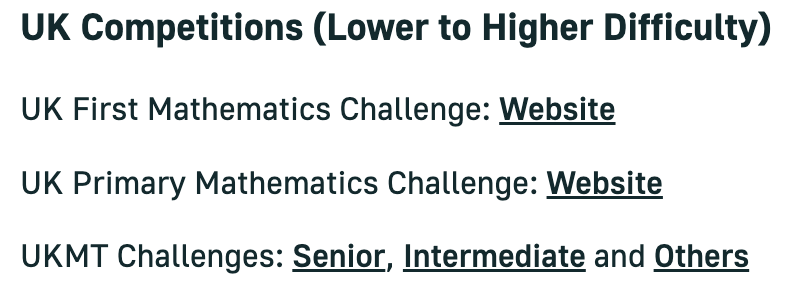 UK Competitions (Lower to Higher Difficulty)
UK First Mathematics Challenge: Website
UK Primary Mathematics Challenge: Website
UKMT Challenges: Senior, Intermediate and Others